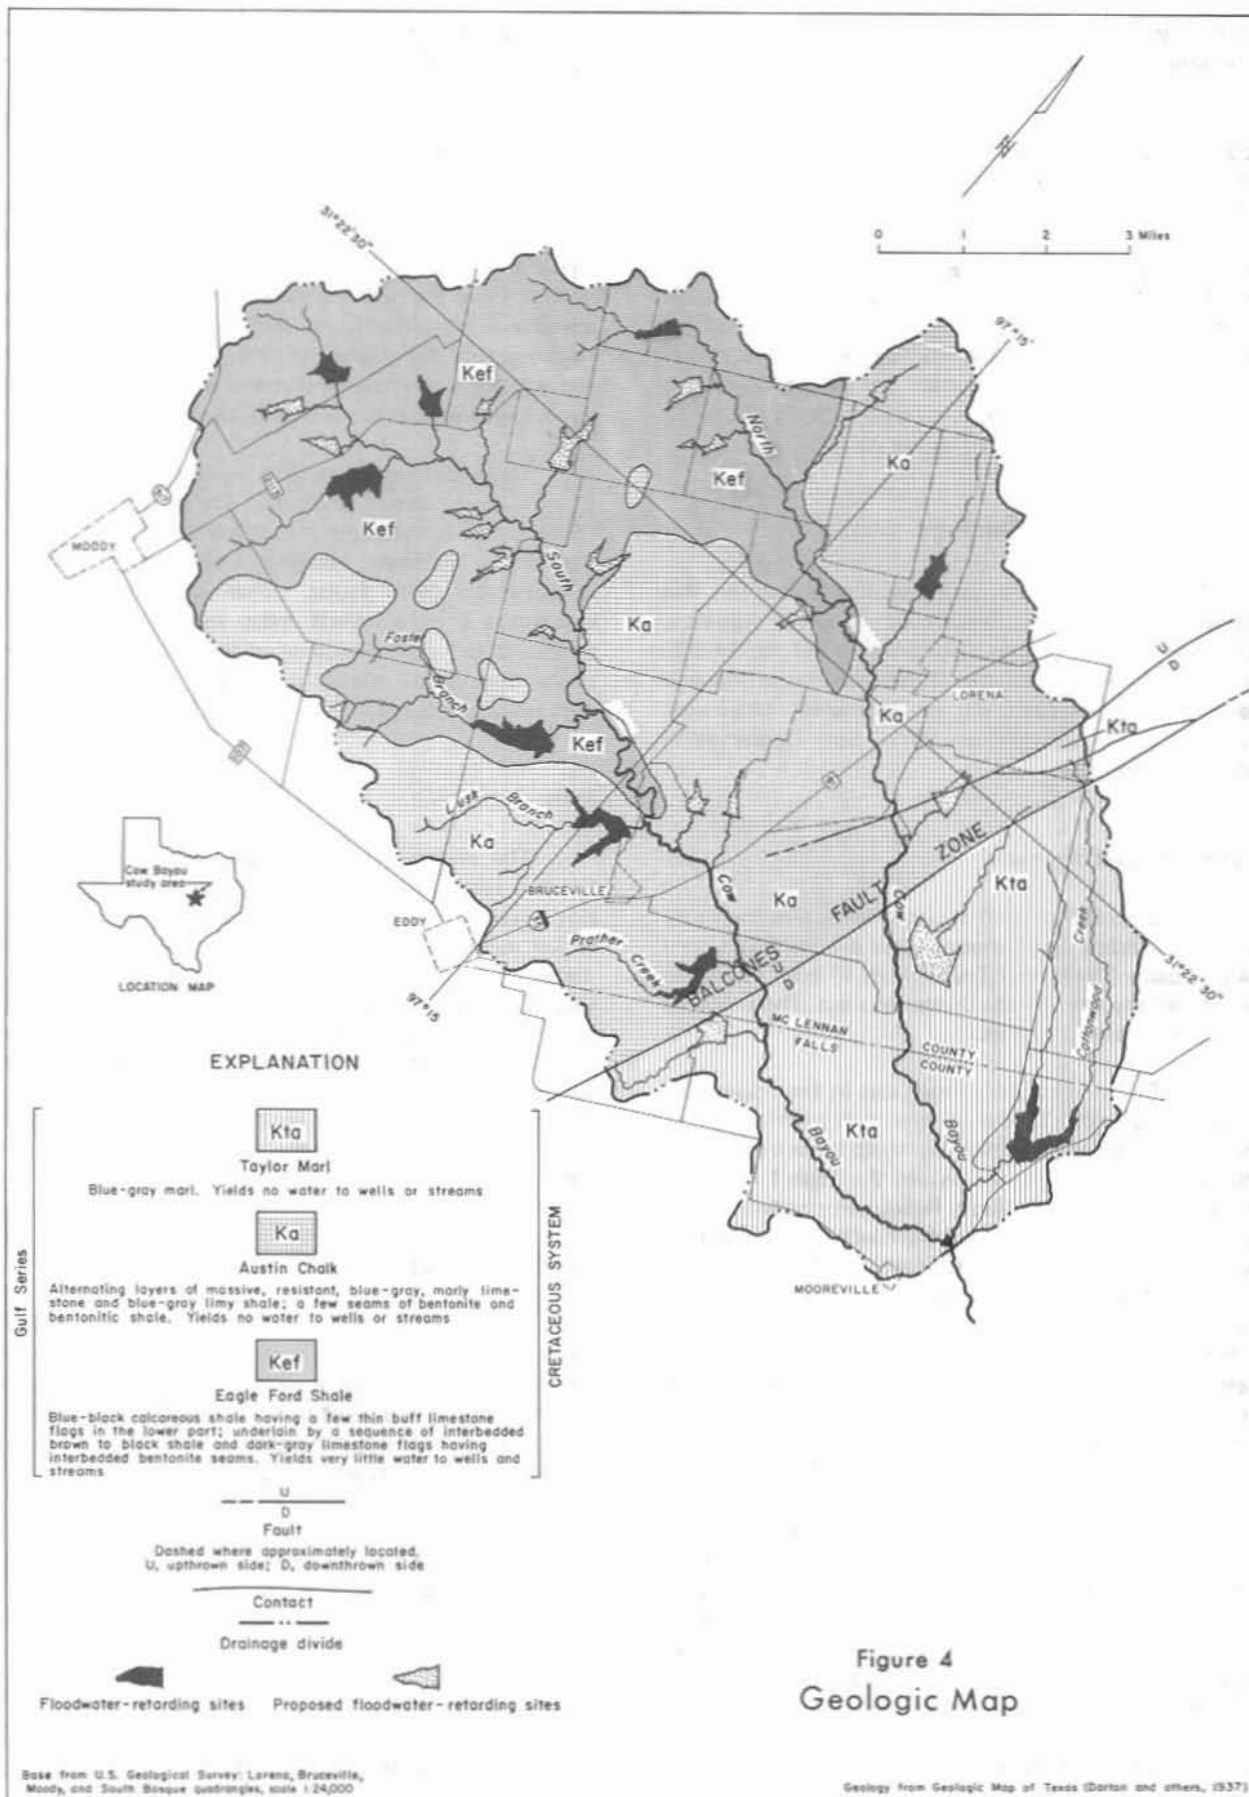 N
0 1 2 3 Miles
31°22'30"
97°15'
Kef
North
Ka
Kef
MOODY
Kef
South
Ka
Foster
Branch
LORENA
U
D
Ka
Kta
Kef
Lusk Branch
Ka
Cow Bayou
study area
LOCATION MAP
BRUCEVILLE
EDDY
Cow
Ka
BALCONES FAULT ZONE
U
D
Cow
Kta
Creek
Cottonwood
Prather
Creek
97°15
31°22'30"
MC LENNAN COUNTY
FALLS COUNTY
Kta
Bayou
Bayou
MOOREVILLE
EXPLANATION
Gulf Series
CRETACEOUS SYSTEM
Kta
Taylor Marl
Blue-gray marl. Yields no water to wells or streams
Ka
Austin Chalk
Alternating layers of massive, resistant, blue-gray, marly lime-
stone and blue-gray limy shale; a few seams of bentonite and
bentonitic shale. Yields no water to wells or streams
Kef
Eagle Ford Shale
Blue-black calcareous shale having a few thin buff limestone
flags in the lower part; underlain by a sequence of interbedded
brown to black shale and dark-gray limestone flags having
interbedded bentonite seams. Yields very little water to wells and
streams
U
D
Fault
Dashed where approximately located.
U, upthrown side; D, downthrown side
Contact
Drainage divide
Floodwater-retarding sites
Proposed floodwater-retarding sites
Figure 4
Geologic Map
Base from U.S. Geological Survey: Lorena, Bruceville,
Moody, and South Bosque quadrangles, scale 1:24,000
Geology from Geologic Map of Texas (Darton and others, 1937)